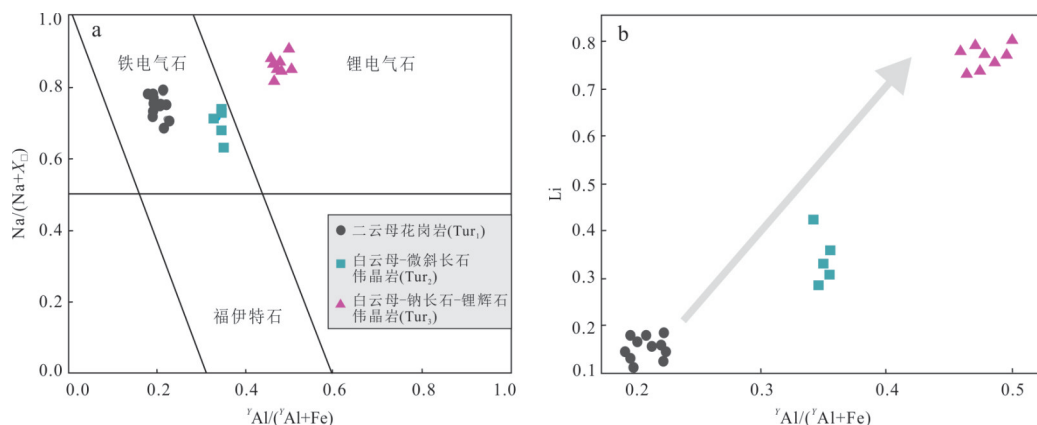 a
铁电气石
锂电气石
福伊特石
二云母花岗岩(Tur₁)
白云母-微斜长石
伟晶岩(Tur₂)
白云母-钠长石-锂辉石
伟晶岩(Tur₃)
1.0
0.8
0.6
0.4
0.2
0.0
0.0
0.2
0.4
0.6
0.8
1.0
Na/(Na+X□)
ʸAl/(ʸAl+Fe)
b
0.8
0.7
0.6
0.5
0.4
0.3
0.2
0.1
0.2
0.3
0.4
0.5
Li
ʸAl/(ʸAl+Fe)